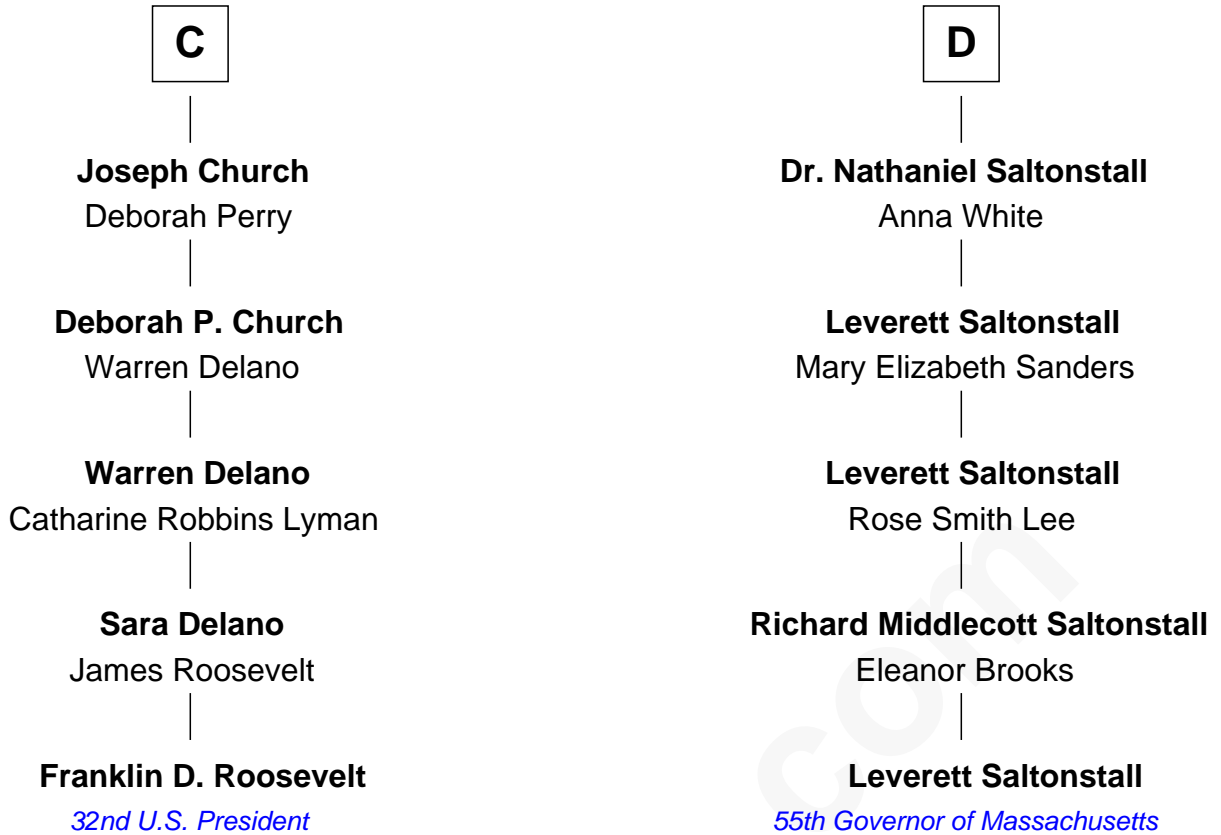 C
Joseph Church
Deborah Perry
Deborah P. Church
Warren Delano
Warren Delano
Catharine Robbins Lyman
Sara Delano
James Roosevelt
Franklin D. Roosevelt
32nd U.S. President
D
Dr. Nathaniel Saltonstall
Anna White
Leverett Saltonstall
Mary Elizabeth Sanders
Leverett Saltonstall
Rose Smith Lee
Richard Middlecott Saltonstall
Eleanor Brooks
Leverett Saltonstall
55th Governor of Massachusetts
com